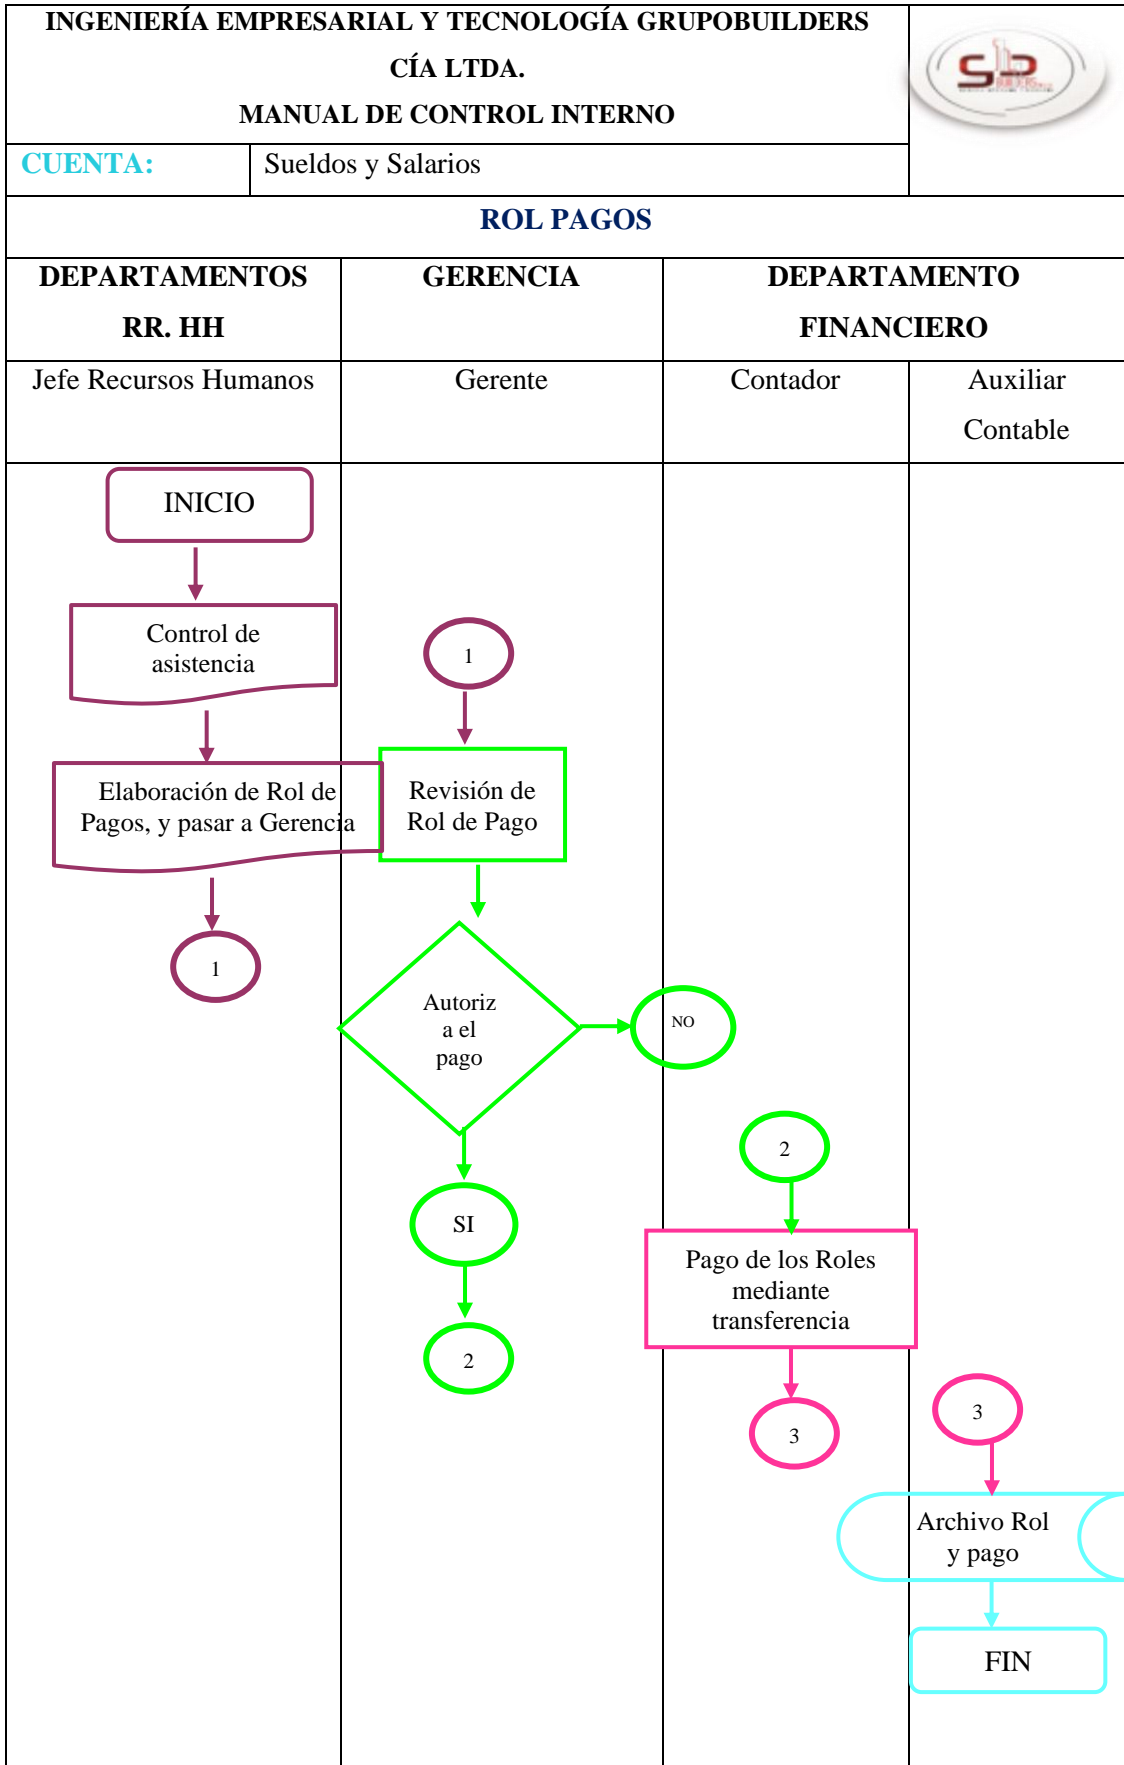 INGENIERÍA EMPRESARIAL Y TECNOLOGÍA GRUPOBUILDERS
CÍA LTDA.
MANUAL DE CONTROL INTERNO
CUENTA:
Sueldos y Salarios
ROL PAGOS
DEPARTAMENTOS
RR. HH
GERENCIA
DEPARTAMENTO
FINANCIERO
Jefe Recursos Humanos
Gerente
Contador
Auxiliar
Contable
INICIO
Control de
asistencia
Elaboración de Rol de
Pagos, y pasar a Gerencia
1
1
Revisión de
Rol de Pago
Autoriz
a el
pago
NO
SI
2
2
Pago de los Roles
mediante
transferencia
3
3
Archivo Rol
y pago
FIN